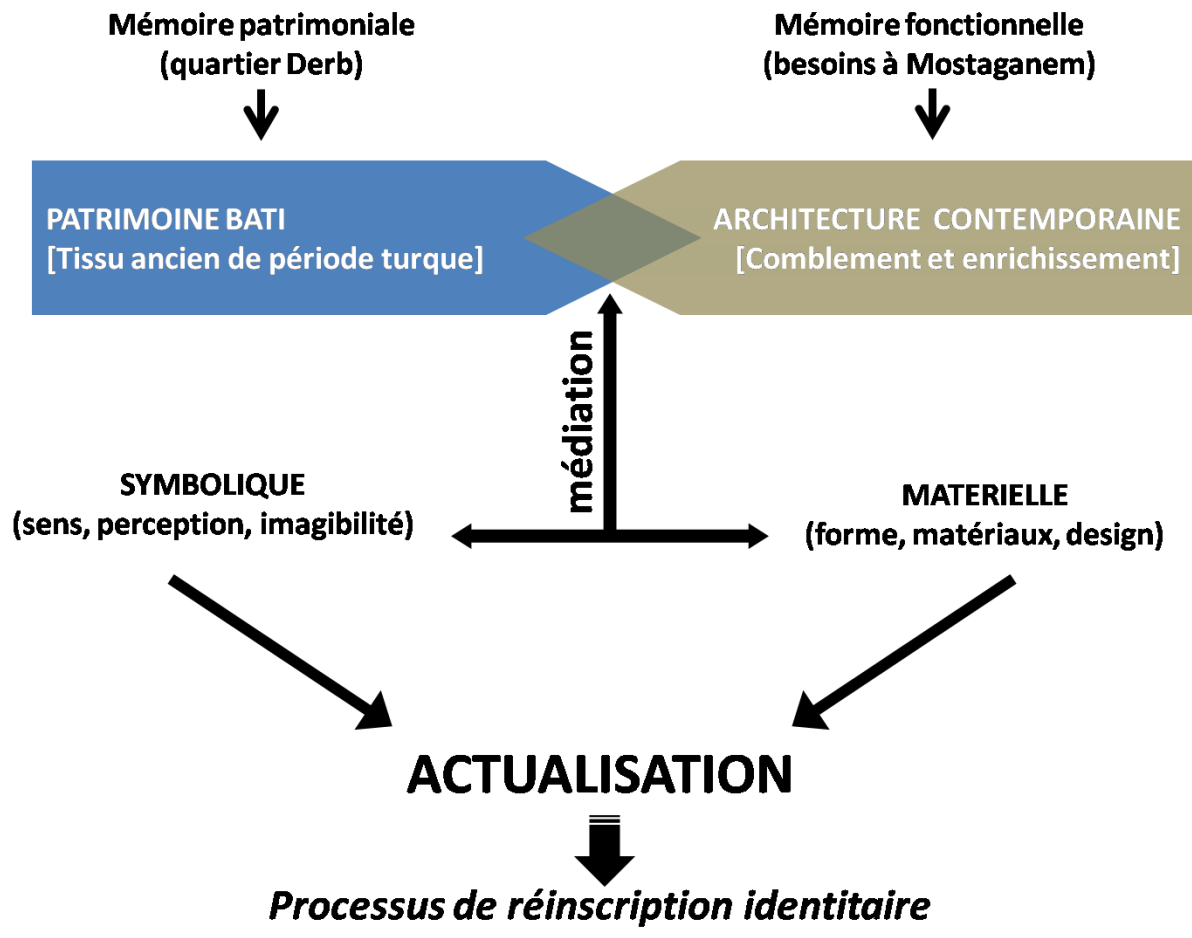 Mémoire patrimoniale
(quartier Derb)
Mémoire fonctionnelle
(besoins à Mostaganem)
PATRIMOINE BATI
[Tissu ancien de période turque]
ARCHITECTURE CONTEMPORAINE
[Comblement et enrichissement]
médiation
SYMBOLIQUE
(sens, perception, imagibilité)
MATERIELLE
(forme, matériaux, design)
ACTUALISATION
Processus de réinscription identitaire